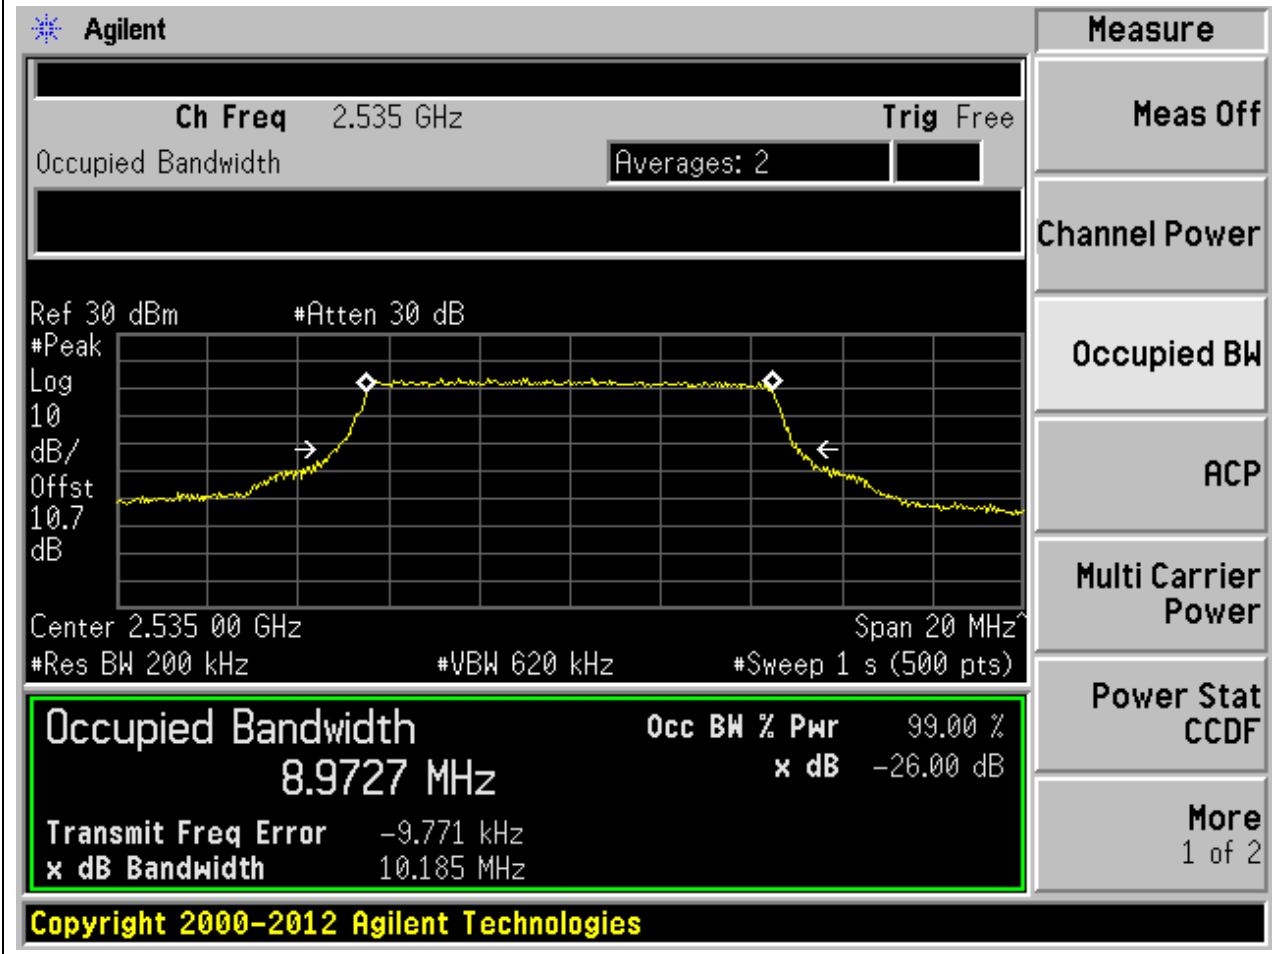 Agilent
Measure
Ch Freq 2.535 GHz Trig Free
Meas Off
Occupied Bandwidth Averages: 2
Channel Power
Ref 30 dBm #Atten 30 dB
#Peak
Log
10
dB/
Offst
10.7
dB
Occupied BW
ACP
Multi Carrier
Power
Center 2.535 00 GHz Span 20 MHz^
#Res BW 200 kHz #VBW 620 kHz #Sweep 1 s (500 pts)
Power Stat
CCDF
Occupied Bandwidth Occ BW % Pwr 99.00 %
8.9727 MHz x dB -26.00 dB
Transmit Freq Error -9.771 kHz
x dB Bandwidth 10.185 MHz
More
1 of 2
Copyright 2000-2012 Agilent Technologies